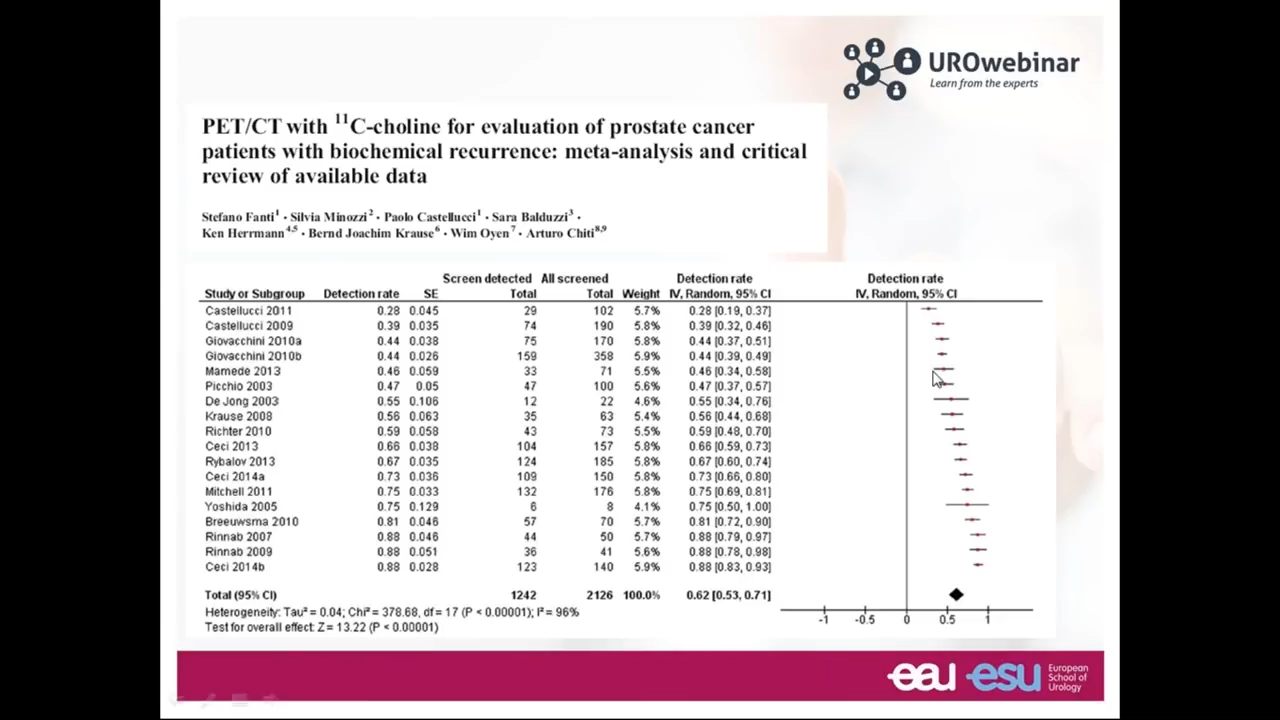 UROwebinar
Learn from the experts
PET/CT with 11C-choline for evaluation of prostate cancer
patients with biochemical recurrence: meta-analysis and critical
review of available data
Stefano Fanti1 · Silvia Minozzi2 · Paolo Castellucci1 · Sara Balduzzi3 ·
Ken Herrmann4,5 · Bernd Joachim Krause6 · Wim Oyen7 · Arturo Chiti8,9
Screen detected All screened Detection rate Detection rate
Study or Subgroup Detection rate SE Total Total Weight IV, Random, 95% CI IV, Random, 95% CI
Castellucci 2011 0.28 0.045 29 102 5.7% 0.28 [0.19, 0.37]
Castellucci 2009 0.39 0.035 74 190 5.8% 0.39 [0.32, 0.46]
Giovacchini 2010a 0.44 0.038 75 170 5.8% 0.44 [0.37, 0.51]
Giovacchini 2010b 0.44 0.026 159 358 5.9% 0.44 [0.39, 0.49]
Mamede 2013 0.46 0.059 33 71 5.5% 0.46 [0.34, 0.58]
Picchio 2003 0.47 0.05 47 100 5.6% 0.47 [0.37, 0.57]
De Jong 2003 0.55 0.106 12 22 4.6% 0.55 [0.34, 0.76]
Krause 2008 0.56 0.063 35 63 5.4% 0.56 [0.44, 0.68]
Richter 2010 0.59 0.058 43 73 5.5% 0.59 [0.48, 0.70]
Ceci 2013 0.66 0.038 104 157 5.8% 0.66 [0.59, 0.73]
Rybalov 2013 0.67 0.035 124 185 5.8% 0.67 [0.60, 0.74]
Ceci 2014a 0.73 0.036 109 150 5.8% 0.73 [0.66, 0.80]
Mitchell 2011 0.75 0.033 132 176 5.8% 0.75 [0.69, 0.81]
Yoshida 2005 0.75 0.129 6 8 4.1% 0.75 [0.50, 1.00]
Breeuwsma 2010 0.81 0.046 57 70 5.7% 0.81 [0.72, 0.90]
Rinnab 2007 0.88 0.046 44 50 5.7% 0.88 [0.79, 0.97]
Rinnab 2009 0.88 0.051 36 41 5.6% 0.88 [0.78, 0.98]
Ceci 2014b 0.88 0.028 123 140 5.9% 0.88 [0.83, 0.93]
Total (95% CI) 1242 2126 100.0% 0.62 [0.53, 0.71]
Heterogeneity: Tau² = 0.04; Chi² = 378.68, df = 17 (P < 0.00001); I² = 96%
Test for overall effect: Z = 13.22 (P < 0.00001)
-1 -0.5 0 0.5 1
eau esu European
School of
Urology